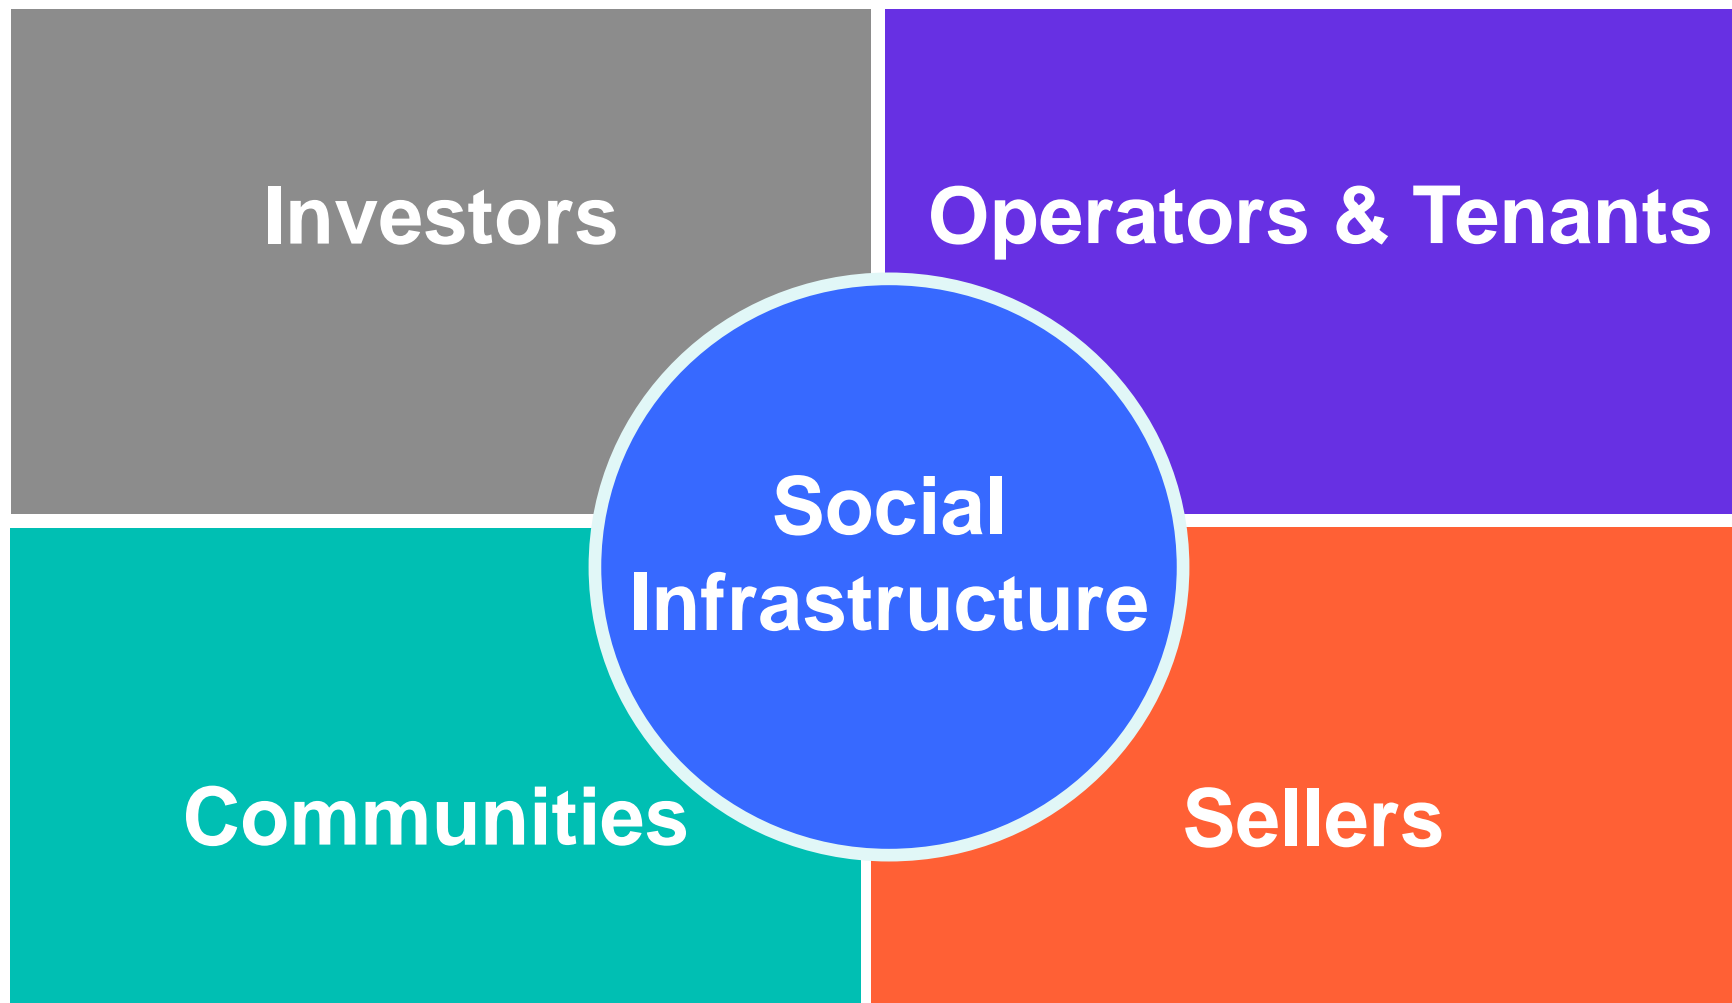 Investors
Operators & Tenants
Social
Infrastructure
Communities
Sellers